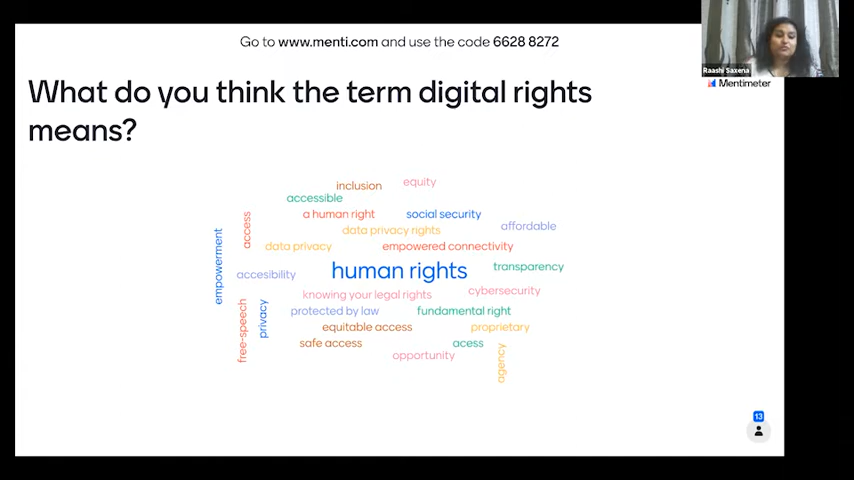 Go to www.menti.com and use the code 6628 8272
Raashi Saxena
Mentimeter
What do you think the term digital rights
means?
inclusion
equity
accessible
a human right
social security
access
data privacy rights
affordable
empowerment
data privacy
empowered connectivity
accesibility
human rights
transparency
knowing your legal rights
cybersecurity
free-speech
privacy
protected by law
fundamental right
equitable access
proprietary
safe access
acess
opportunity
agency
13